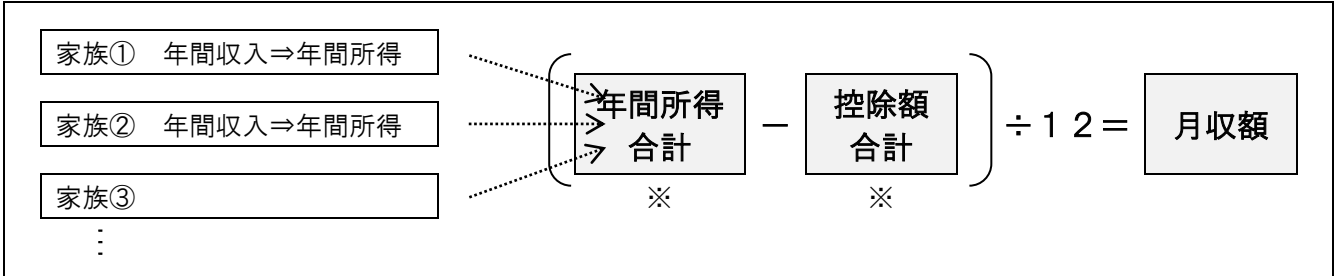 家族①　年間収入⇒年間所得
家族②　年間収入⇒年間所得
家族③
⋮
（
年間所得
合計
※
－
控除額
合計
※
）
÷１２＝
月収額